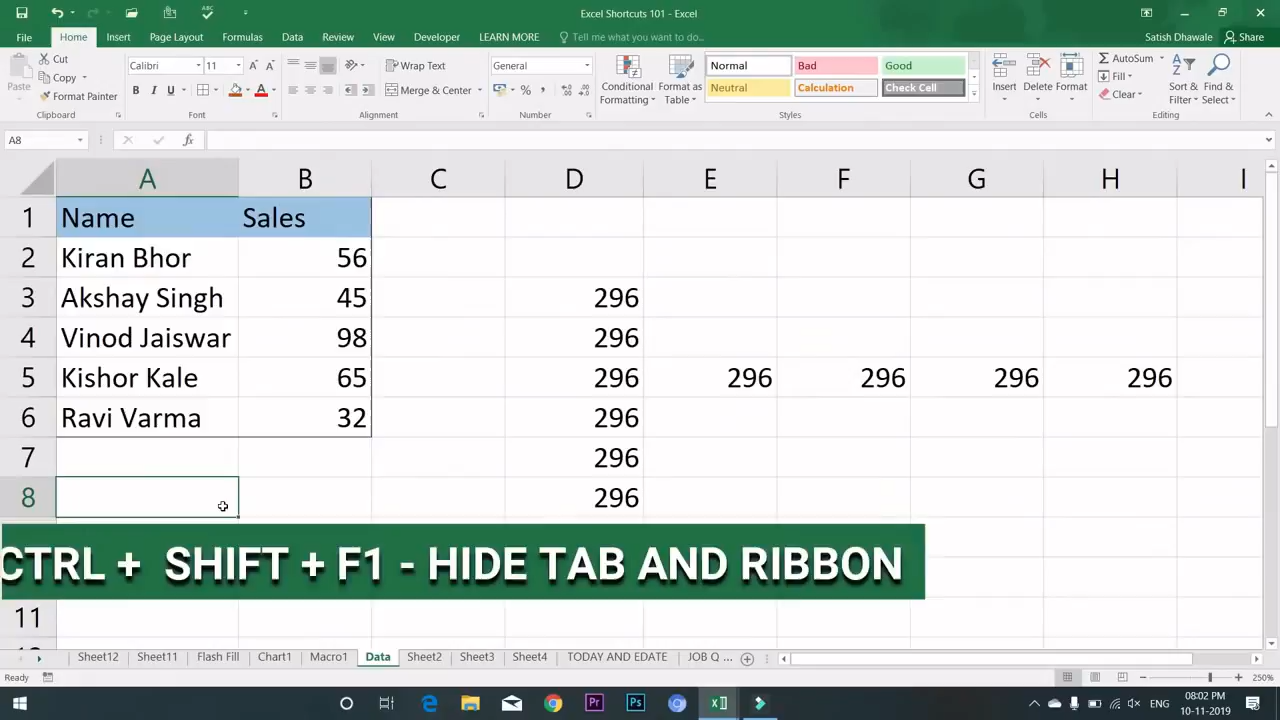 Excel Shortcuts 101 - Excel
File Home Insert Page Layout Formulas Data Review View Developer LEARN MORE Tell me what you want to do... Satish Dhawale Share
Paste Cut Copy Format Painter Clipboard
Calibri 11 B I U A Font
Wrap Text Merge & Center Alignment
General % , Number
Conditional Formatting Format as Table
Normal Bad Good
Neutral Calculation Check Cell
Styles
Insert Delete Format Cells
AutoSum Fill Clear Sort & Filter Find & Select Editing
A8 fx
A B C D E F G H I
1 Name Sales
2 Kiran Bhor 56
3 Akshay Singh 45 296
4 Vinod Jaiswar 98 296
5 Kishor Kale 65 296 296 296 296 296
6 Ravi Varma 32 296
7 296
8 296
CTRL + SHIFT + F1 - HIDE TAB AND RIBBON
11
Sheet12 Sheet11 Flash Fill Chart1 Macro1 Data Sheet2 Sheet3 Sheet4 TODAY AND EDATE JOB Q ...
Ready 250%
Pr Ps ENG 08:02 PM
10-11-2019